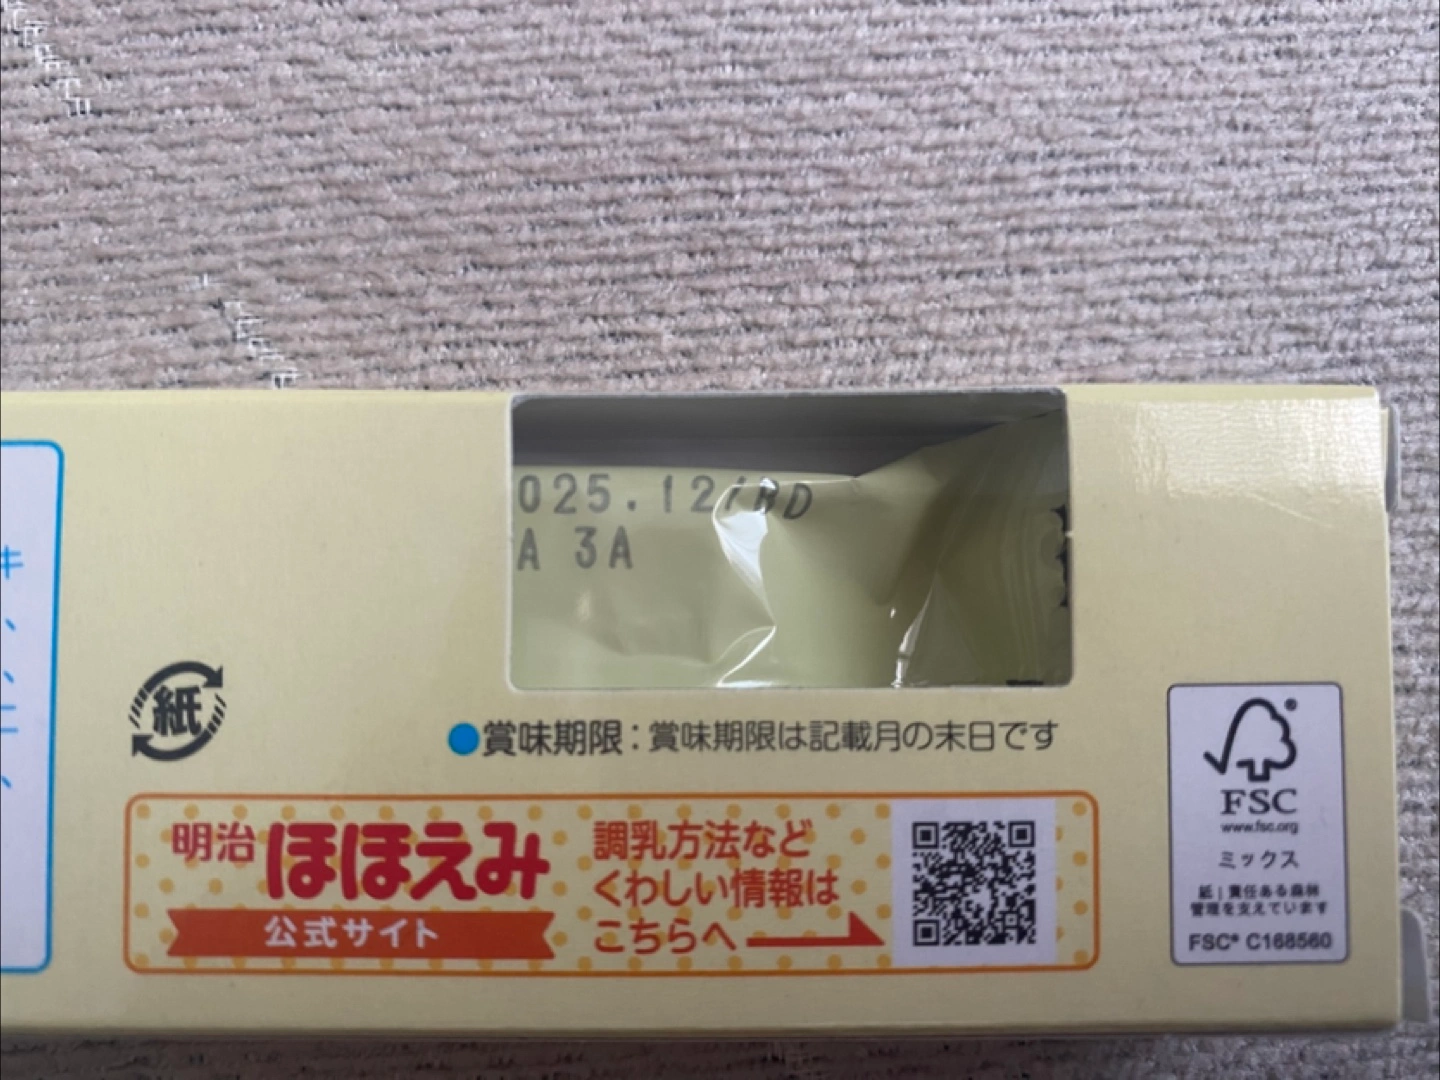 025.12/BD
A 3A
紙
●賞味期限：賞味期限は記載月の末日です
明治ほほえみ
公式サイト
調乳方法など
くわしい情報は
こちらへ
FSC
www.fsc.org
ミックス
紙｜責任ある森林
管理を支えています
FSC® C168560